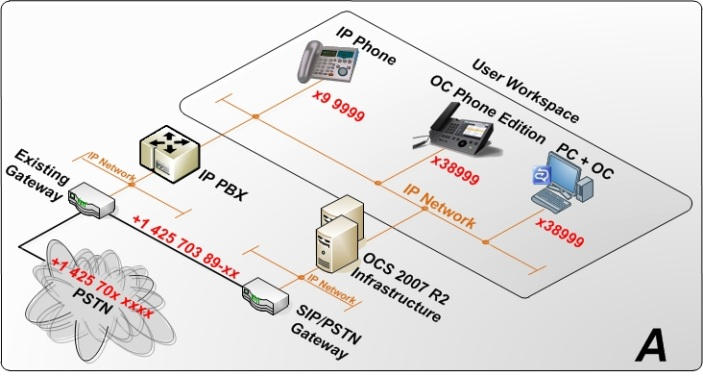 IP Phone
User Workspace
x9 9999
OC Phone Edition
x38999
PC + OC
x38999
IP Network
IP PBX
IP Network
Existing
Gateway
+1 425 703 89-xx
+1 425 70x xxxx
PSTN
OCS 2007 R2
Infrastructure
IP Network
SIP/PSTN
Gateway
A